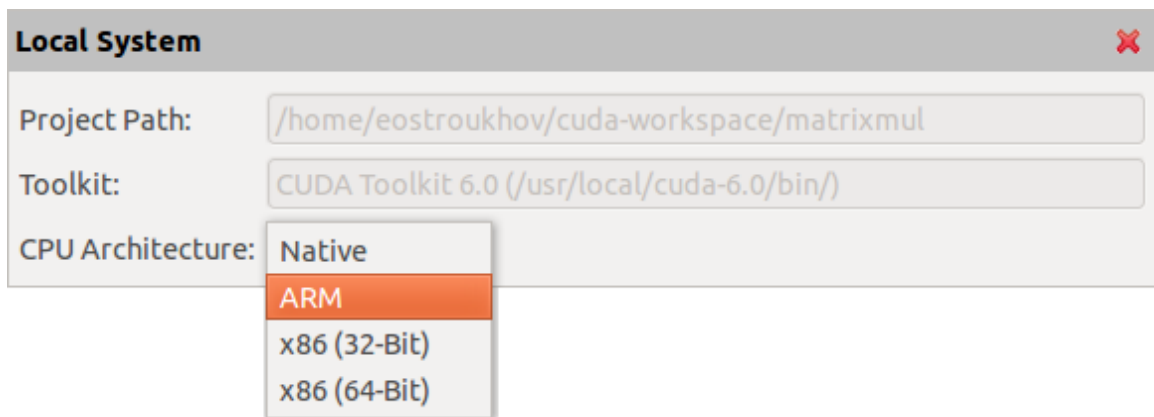 Local System
Project Path: /home/eostroukhov/cuda-workspace/matrixmul
Toolkit: CUDA Toolkit 6.0 (/usr/local/cuda-6.0/bin/)
CPU Architecture: Native
ARM
x86 (32-Bit)
x86 (64-Bit)